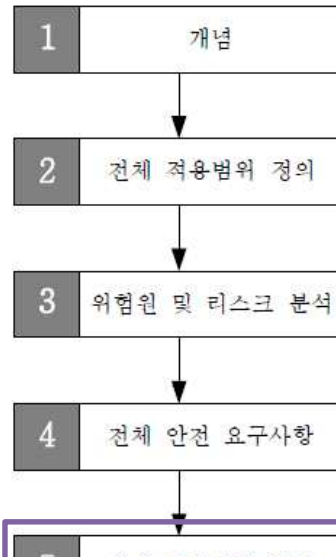 1 개념
2 전체 적용범위 정의
3 위험원 및 리스크 분석
4 전체 안전 요구사항